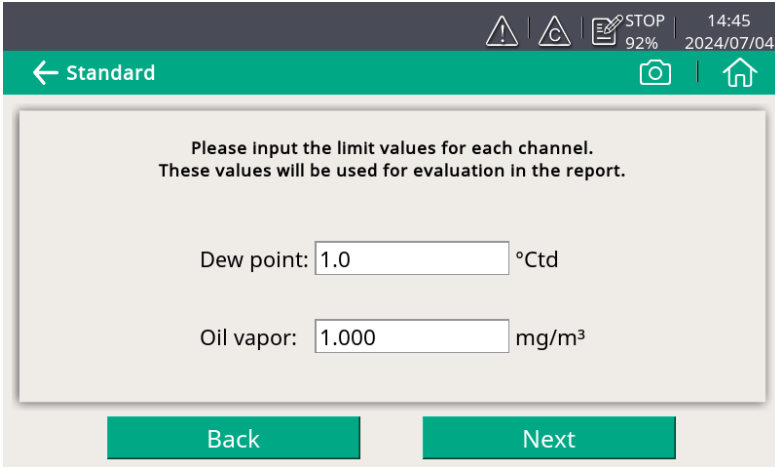 STOP 14:45
92% 2024/07/04
Standard
Please input the limit values for each channel.
These values will be used for evaluation in the report.
Dew point: 1.0 °Ctd
Oil vapor: 1.000 mg/m³
Back Next